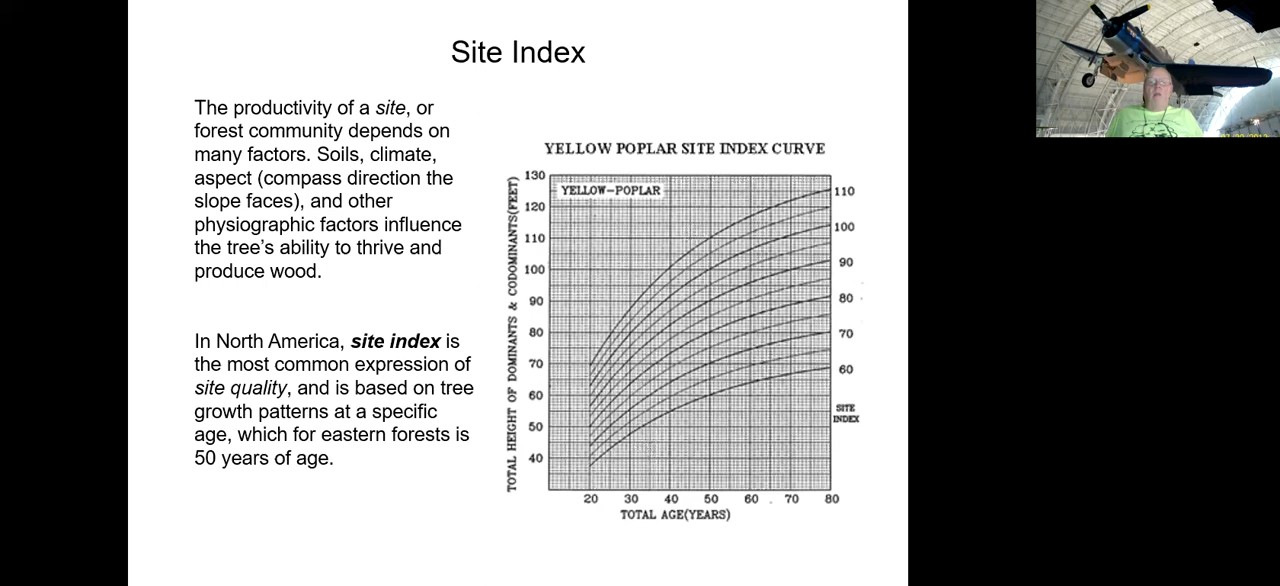 Site Index
The productivity of a site, or
forest community depends on
many factors. Soils, climate,
aspect (compass direction the
slope faces), and other
physiographic factors influence
the tree's ability to thrive and
produce wood.
In North America, site index is
the most common expression of
site quality, and is based on tree
growth patterns at a specific
age, which for eastern forests is
50 years of age.
YELLOW POPLAR SITE INDEX CURVE
YELLOW-POPLAR
TOTAL HEIGHT OF DOMINANTS & CODOMINANTS(FEET)
130
120
110
100
90
80
70
60
50
40
110
100
90
80
70
60
SITE
INDEX
20 30 40 50 60 70 80
TOTAL AGE(YEARS)